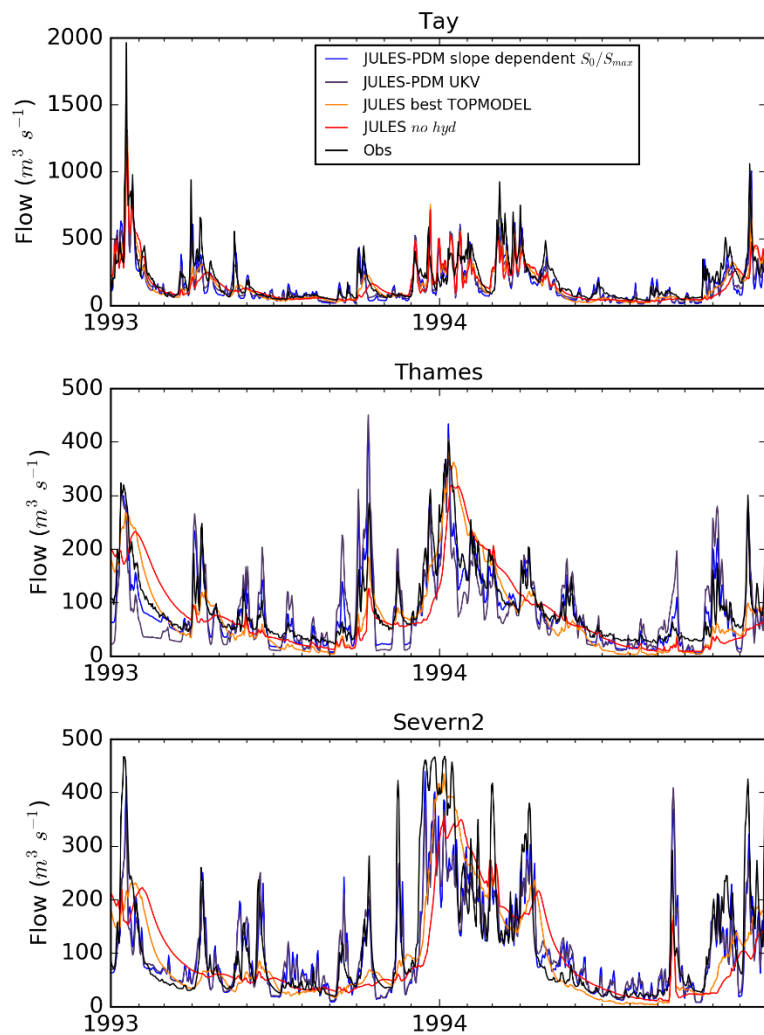 Tay
Flow (m³ s⁻¹)
2000
1500
1000
500
0
JULES-PDM slope dependent S₀/Sₘₐₓ
JULES-PDM UKV
JULES best TOPMODEL
JULES no hyd
Obs
1993
1994
Thames
Flow (m³ s⁻¹)
500
400
300
200
100
0
1993
1994
Severn2
Flow (m³ s⁻¹)
500
400
300
200
100
0
1993
1994